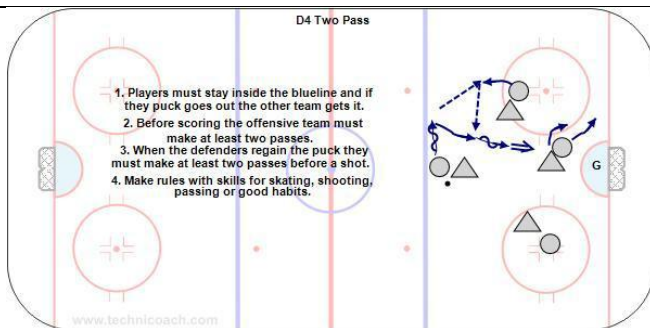 D4 Two Pass
1. Players must stay inside the blueline and if
they puck goes out the other team gets it.
2. Before scoring the offensive team must
make at least two passes.
3. When the defenders regain the puck they
must make at least two passes before a shot.
4. Make rules with skills for skating, shooting,
passing or good habits.
G
www.technicoach.com